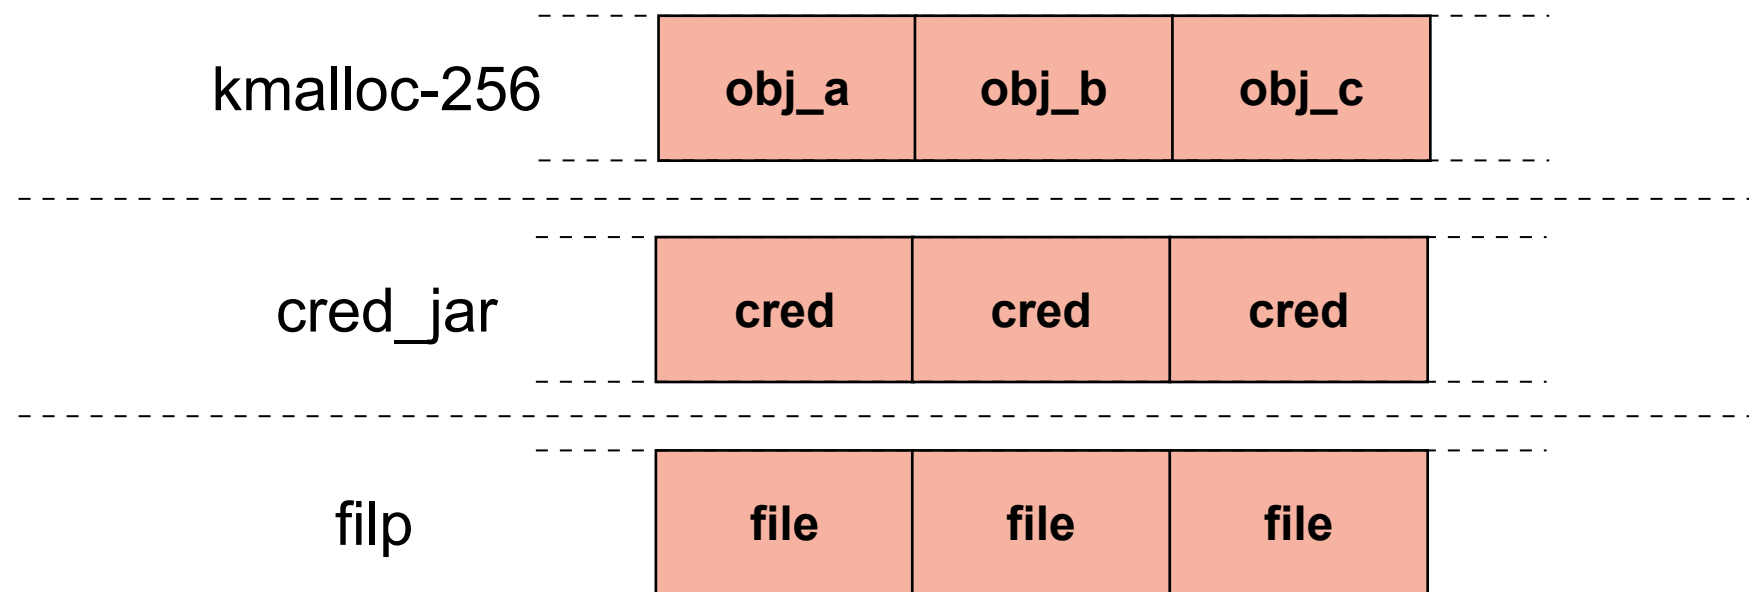 kmalloc-256 obj_a obj_b obj_c
cred_jar cred cred cred
filp file file file